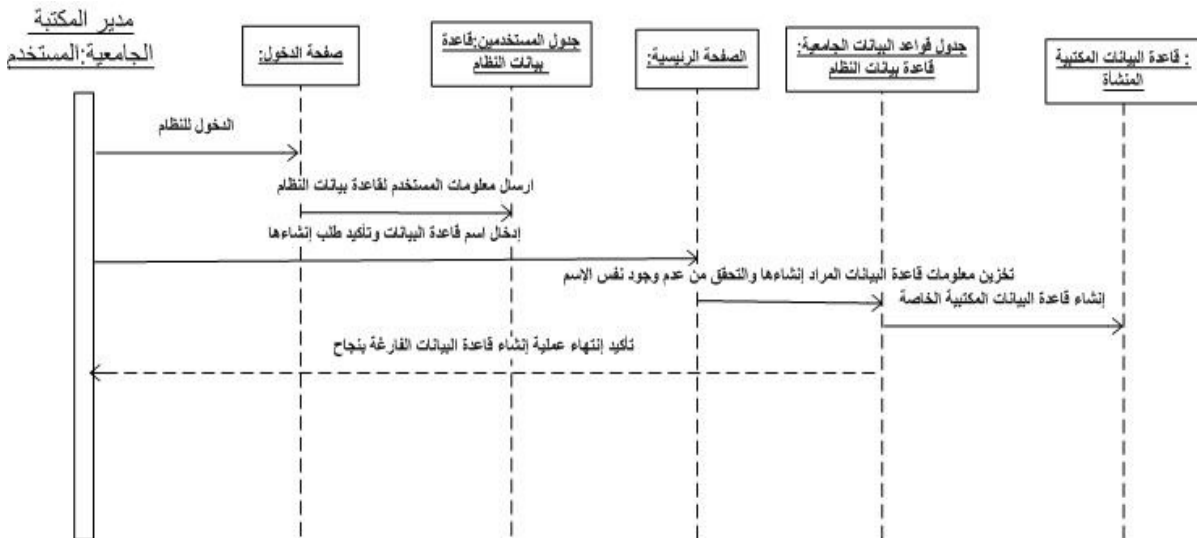 مدير المكتبة
الجامعية:المستخدم
صفحة الدخول:
جدول المستخدمين:قاعدة
بيانات النظام
الصفحة الرئيسية:
جدول قواعد البيانات الجامعية:
قاعدة بيانات النظام
: قاعدة البيانات المكتبية
المنشأة
الدخول للنظام
ارسال معلومات المستخدم لقاعدة بيانات النظام
إدخال اسم قاعدة البيانات وتأكيد طلب إنشاءها
تخزين معلومات قاعدة البيانات المراد إنشاءها والتحقق من عدم وجود نفس الإسم
إنشاء قاعدة البيانات المكتبية الخاصة
تأكيد إنتهاء عملية إنشاء قاعدة البيانات الفارغة بنجاح